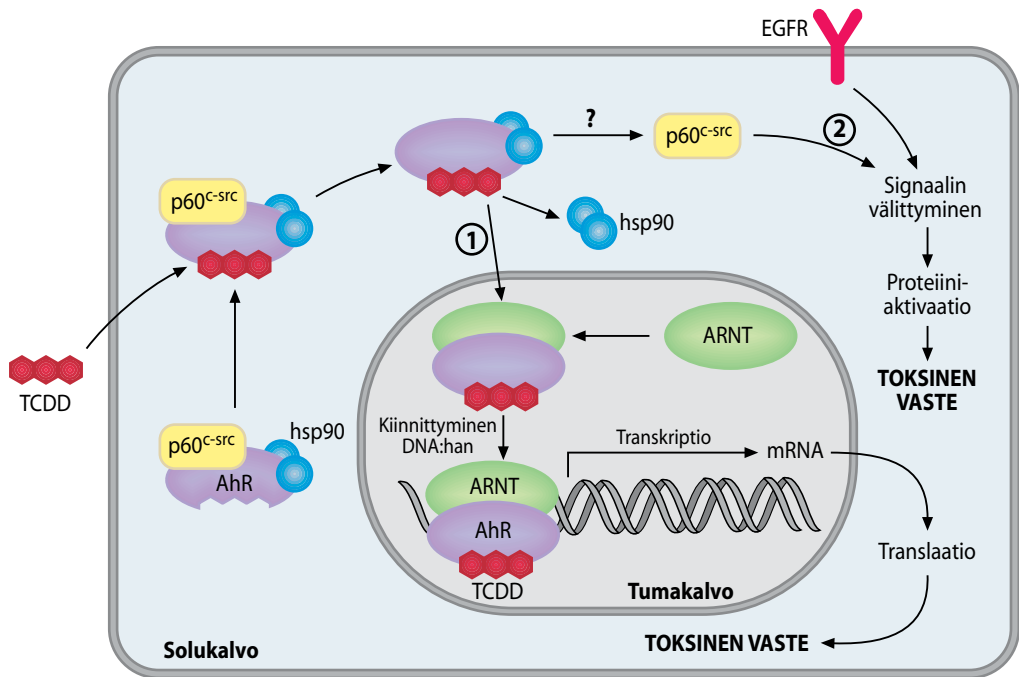 EGFR
?
p60c-src
2
p60c-src
Signaalin
välittyminen
hsp90
1
Proteiini-
aktivaatio
ARNT
TCDD
TOKSINEN
VASTE
Kiinnittyminen
DNA:han
Transkriptio
mRNA
hsp90
p60c-src
AhR
ARNT
AhR
TCDD
Translaatio
Tumakalvo
Solukalvo
TOKSINEN VASTE